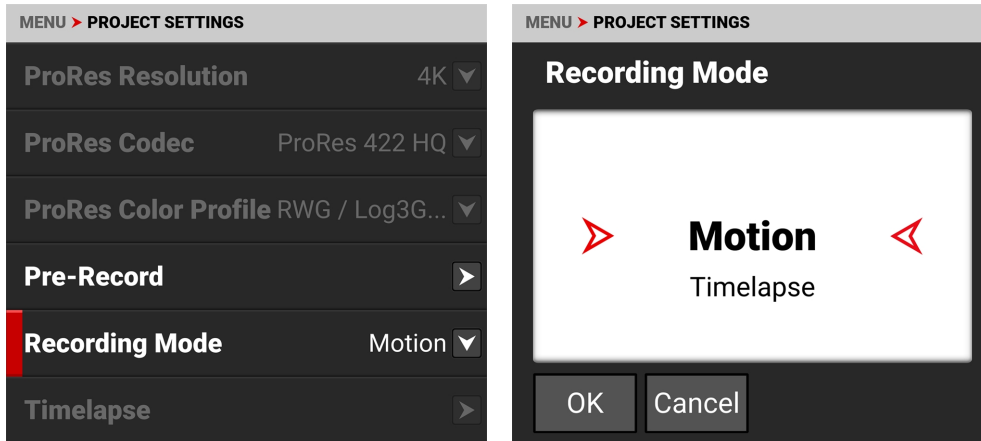 MENU ➤ PROJECT SETTINGS
ProRes Resolution 4K
ProRes Codec ProRes 422 HQ
ProRes Color Profile RWG / Log3G...
Pre-Record
Recording Mode Motion
Timelapse
MENU ➤ PROJECT SETTINGS
Recording Mode
Motion
Timelapse
OK Cancel